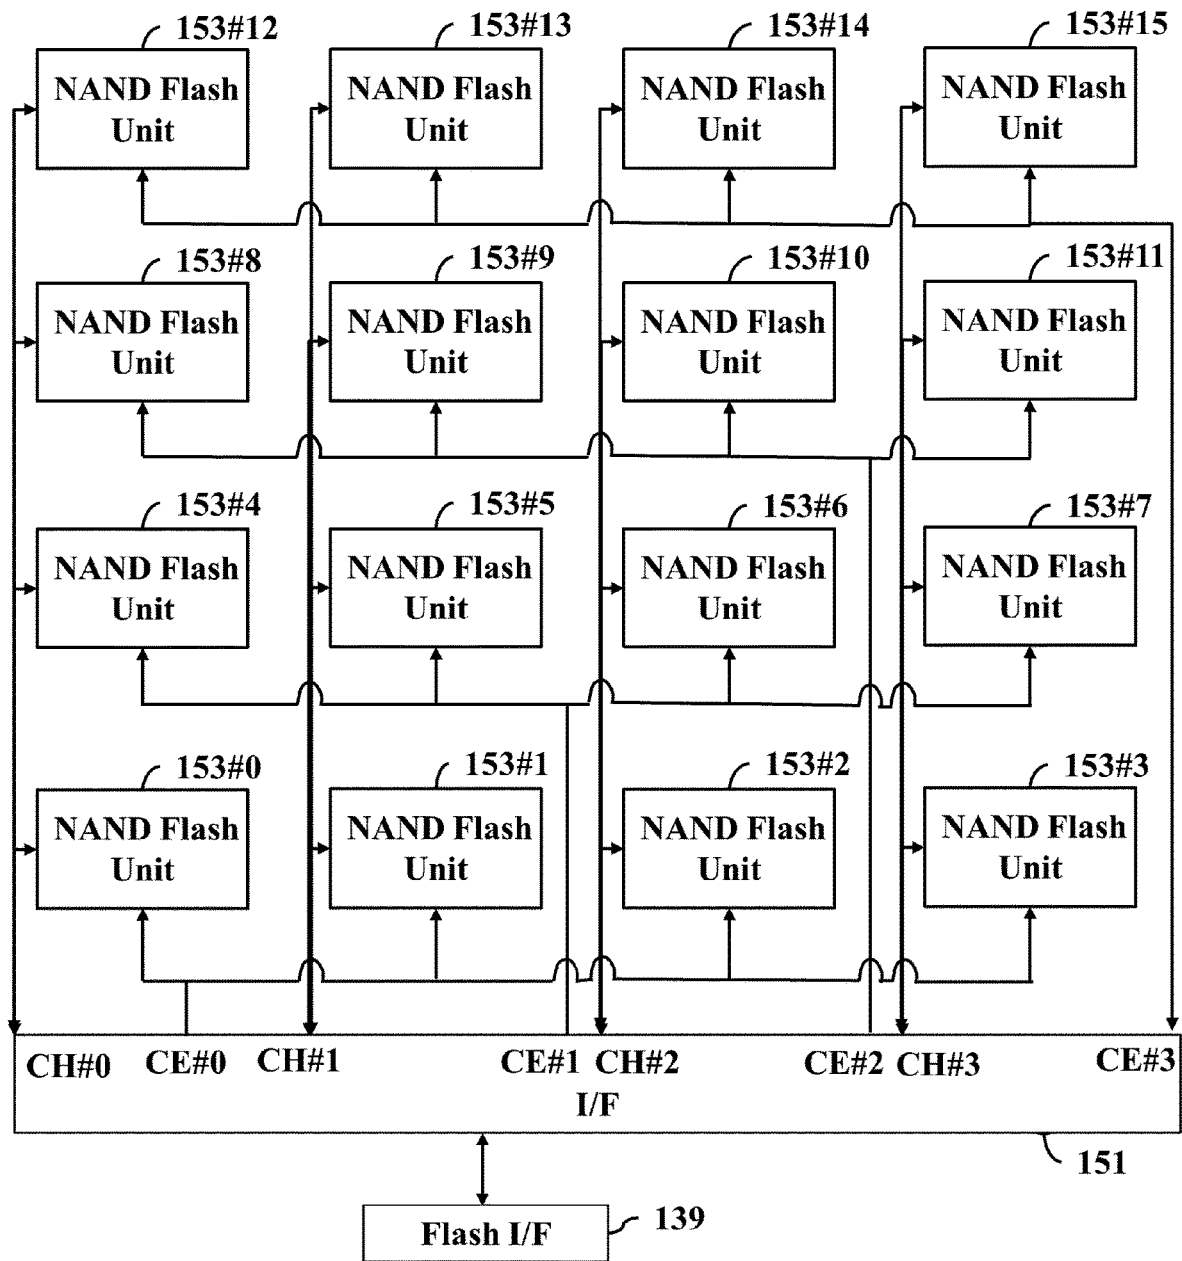 153#12
153#13
153#14
153#15
NAND Flash
Unit
NAND Flash
Unit
NAND Flash
Unit
NAND Flash
Unit
153#8
153#9
153#10
153#11
NAND Flash
Unit
NAND Flash
Unit
NAND Flash
Unit
NAND Flash
Unit
153#4
153#5
153#6
153#7
NAND Flash
Unit
NAND Flash
Unit
NAND Flash
Unit
NAND Flash
Unit
153#0
153#1
153#2
153#3
NAND Flash
Unit
NAND Flash
Unit
NAND Flash
Unit
NAND Flash
Unit
CH#0
CE#0
CH#1
CE#1
CH#2
CE#2
CH#3
CE#3
I/F
151
Flash I/F
139